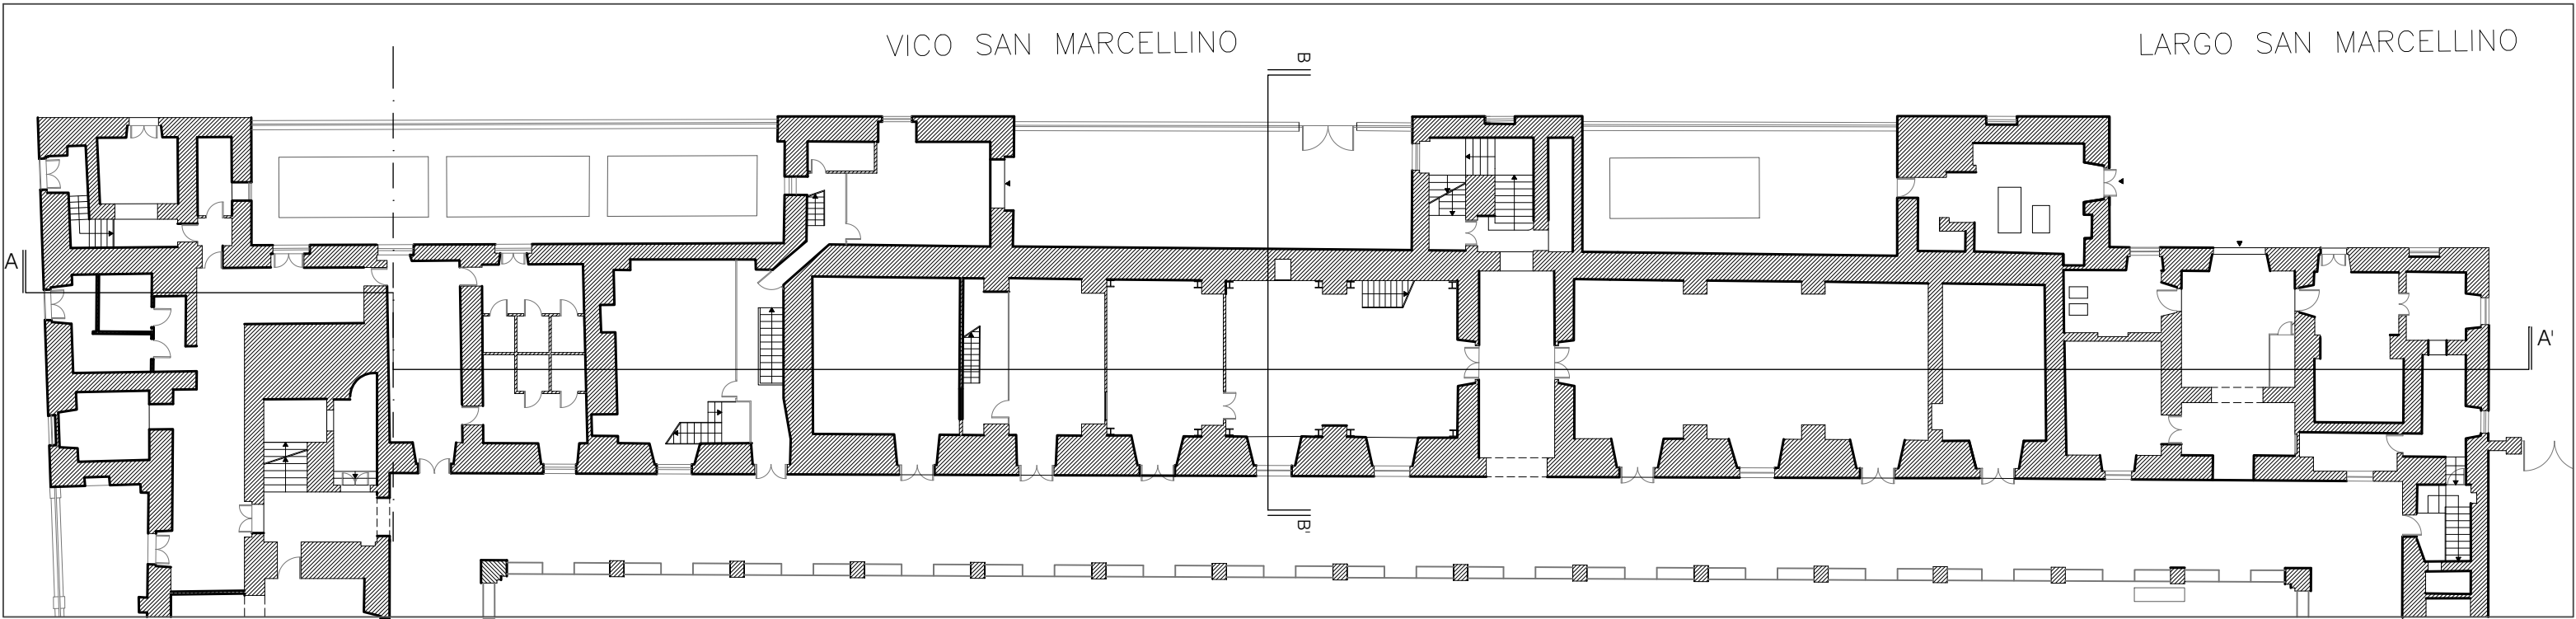 VICO SAN MARCELLINO
LARGO SAN MARCELLINO
B
A
A'
B'